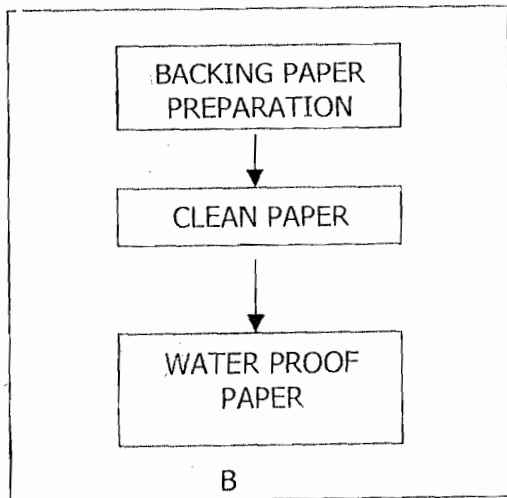 BACKING PAPER
PREPARATION
CLEAN PAPER
WATER PROOF
PAPER
B